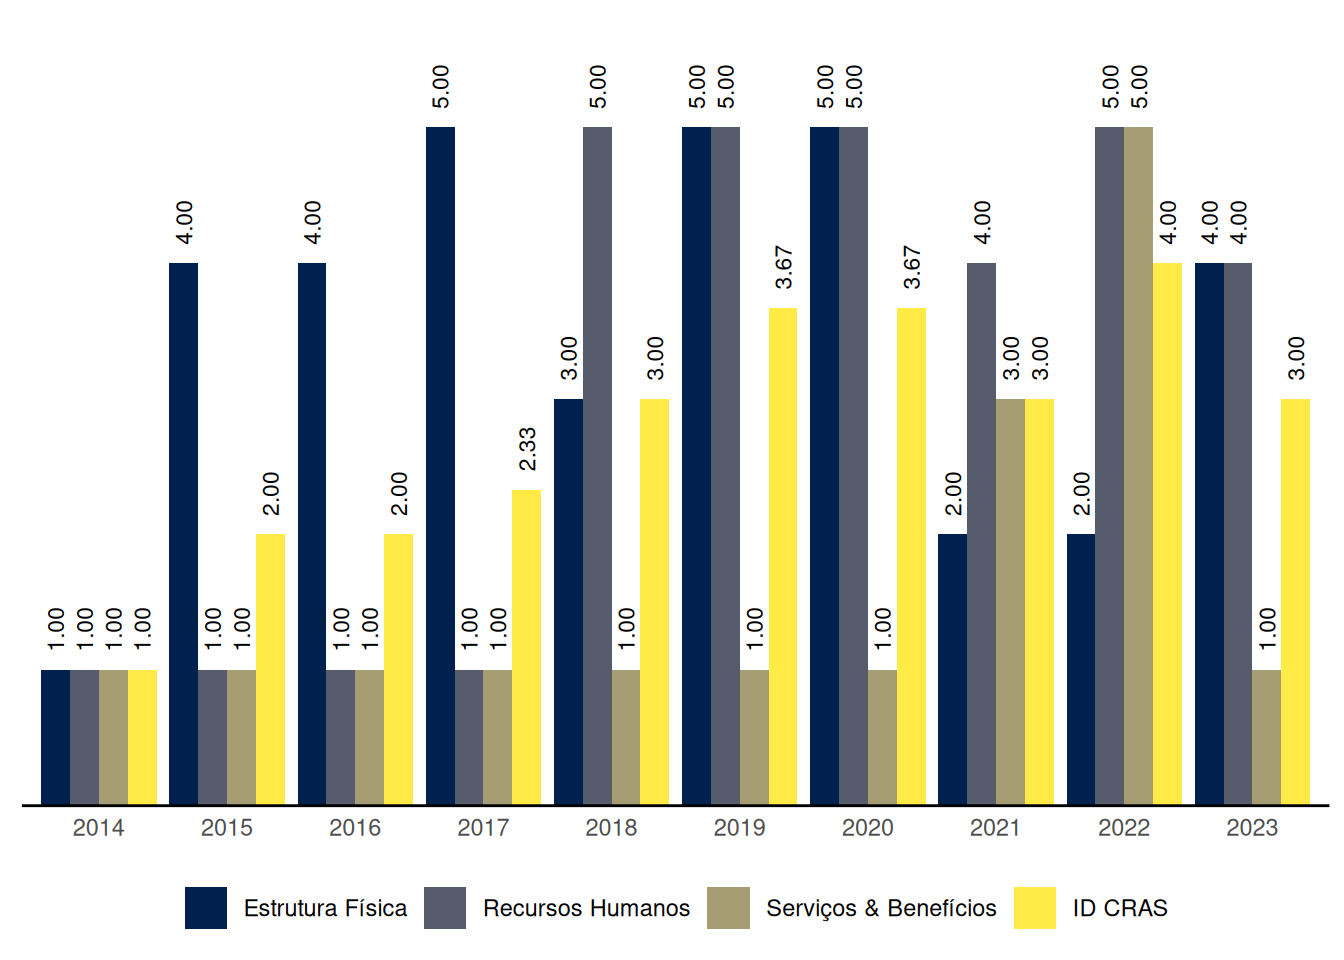 5.00 5.00 5.00 5.00 5.00 5.00 5.00 5.00
4.00 4.00 4.00 4.00 4.00 4.00
3.67 3.67
3.00 3.00 3.00 3.00 3.00
2.33
2.00 2.00 2.00 2.00
1.00 1.00 1.00 1.00 1.00 1.00 1.00 1.00 1.00 1.00 1.00 1.00 1.00 1.00
2014 2015 2016 2017 2018 2019 2020 2021 2022 2023
Estrutura Física Recursos Humanos Serviços & Benefícios ID CRAS